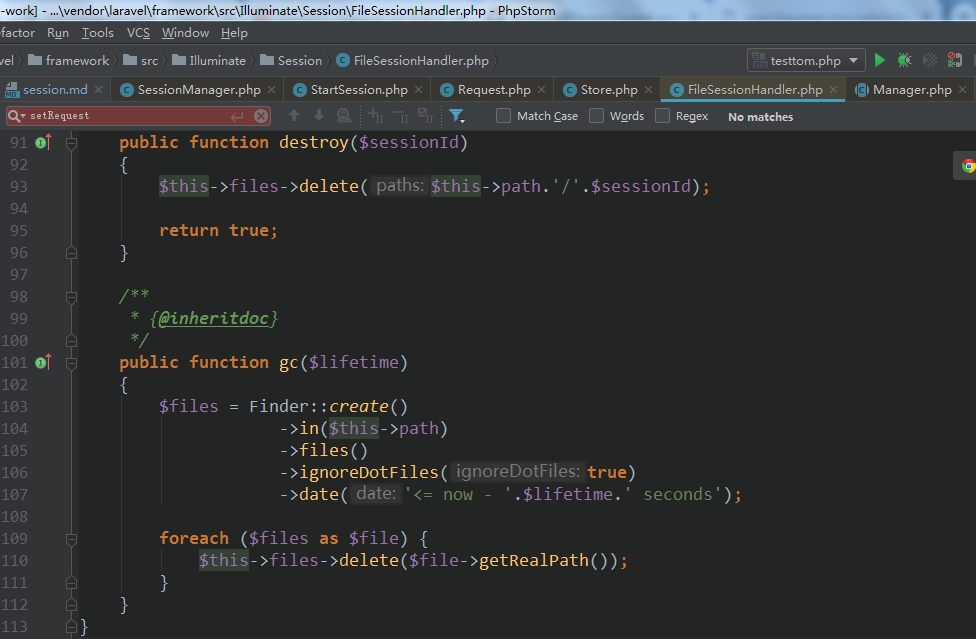 -work] - ...\vendor\laravel\framework\src\Illuminate\Session\FileSessionHandler.php - PhpStorm
efactor Run Tools VCS Window Help
vel framework src Illuminate Session FileSessionHandler.php testtom.php
session.md SessionManager.php StartSession.php Request.php Store.php FileSessionHandler.php Manager.php
setRequest Match Case Words Regex No matches
91 public function destroy($sessionId)
92 {
93 $this->files->delete( paths: $this->path.'/'.$sessionId);
94
95 return true;
96 }
97
98 /**
99 * {@inheritdoc}
100 */
101 public function gc($lifetime)
102 {
103 $files = Finder::create()
104 ->in($this->path)
105 ->files()
106 ->ignoreDotFiles( ignoreDotFiles: true)
107 ->date( date: '<= now - '.$lifetime.' seconds');
108
109 foreach ($files as $file) {
110 $this->files->delete($file->getRealPath());
111 }
112 }
113 }